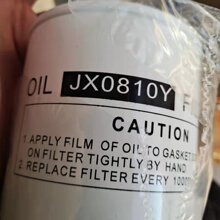 OIL JX0810Y F
CAUTION
1. APPLY FILM OF OIL TO GASKET
ON FILTER TIGHTLY BY HAND
2. REPLACE FILTER EVERY